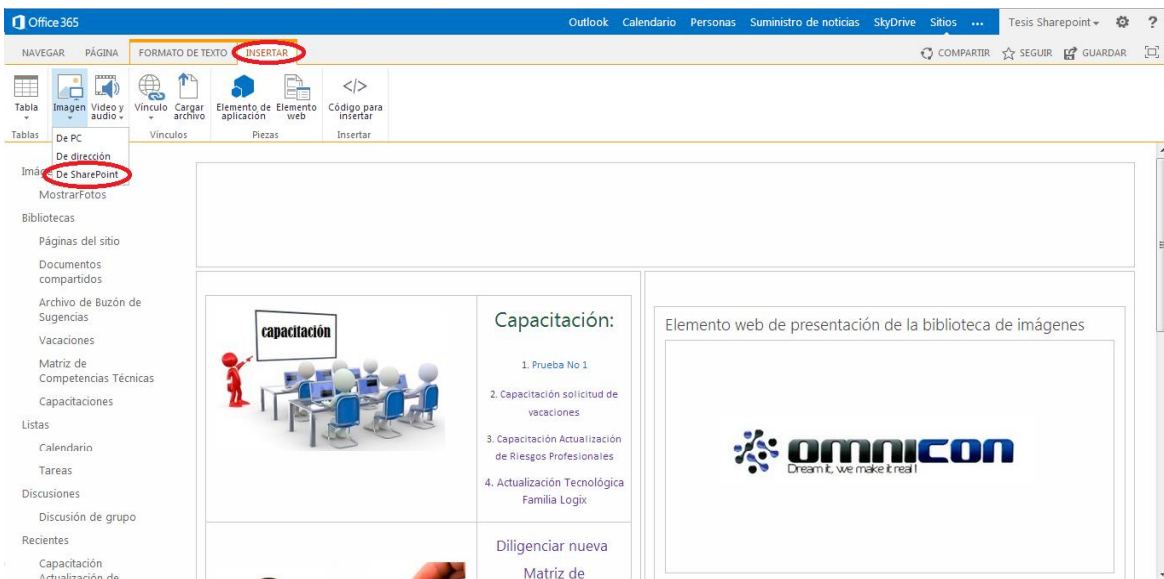 Office 365
Outlook Calendario Personas Suministro de noticias SkyDrive Sitios ... Tesis Sharepoint ?
NAVEGAR PÁGINA FORMATO DE TEXTO INSERTAR
COMPARTIR SEGUIR GUARDAR
Tabla
Imagen
Video y
audio
Vínculo
Cargar
archivo
Elemento de
aplicación
Elemento
web
</>
Código para
insertar
Tablas
Vínculos
Piezas
Insertar
De PC
De dirección
De SharePoint
MostrarFotos
Bibliotecas
Páginas del sitio
Documentos
compartidos
Archivo de Buzón de
Sugencias
Vacaciones
Matriz de
Competencias Técnicas
Capacitaciones
Listas
Calendario
Tareas
Discusiones
Discusión de grupo
Recientes
Capacitación
Actualización de
capacitación
Capacitación:
1. Prueba No 1
2. Capacitación solicitud de
vacaciones
3. Capacitación Actualización
de Riesgos Profesionales
4. Actualización Tecnológica
Familia Logix
Diligenciar nueva
Matriz de
Elemento web de presentación de la biblioteca de imágenes
omnicon
Dream it, we make it real !